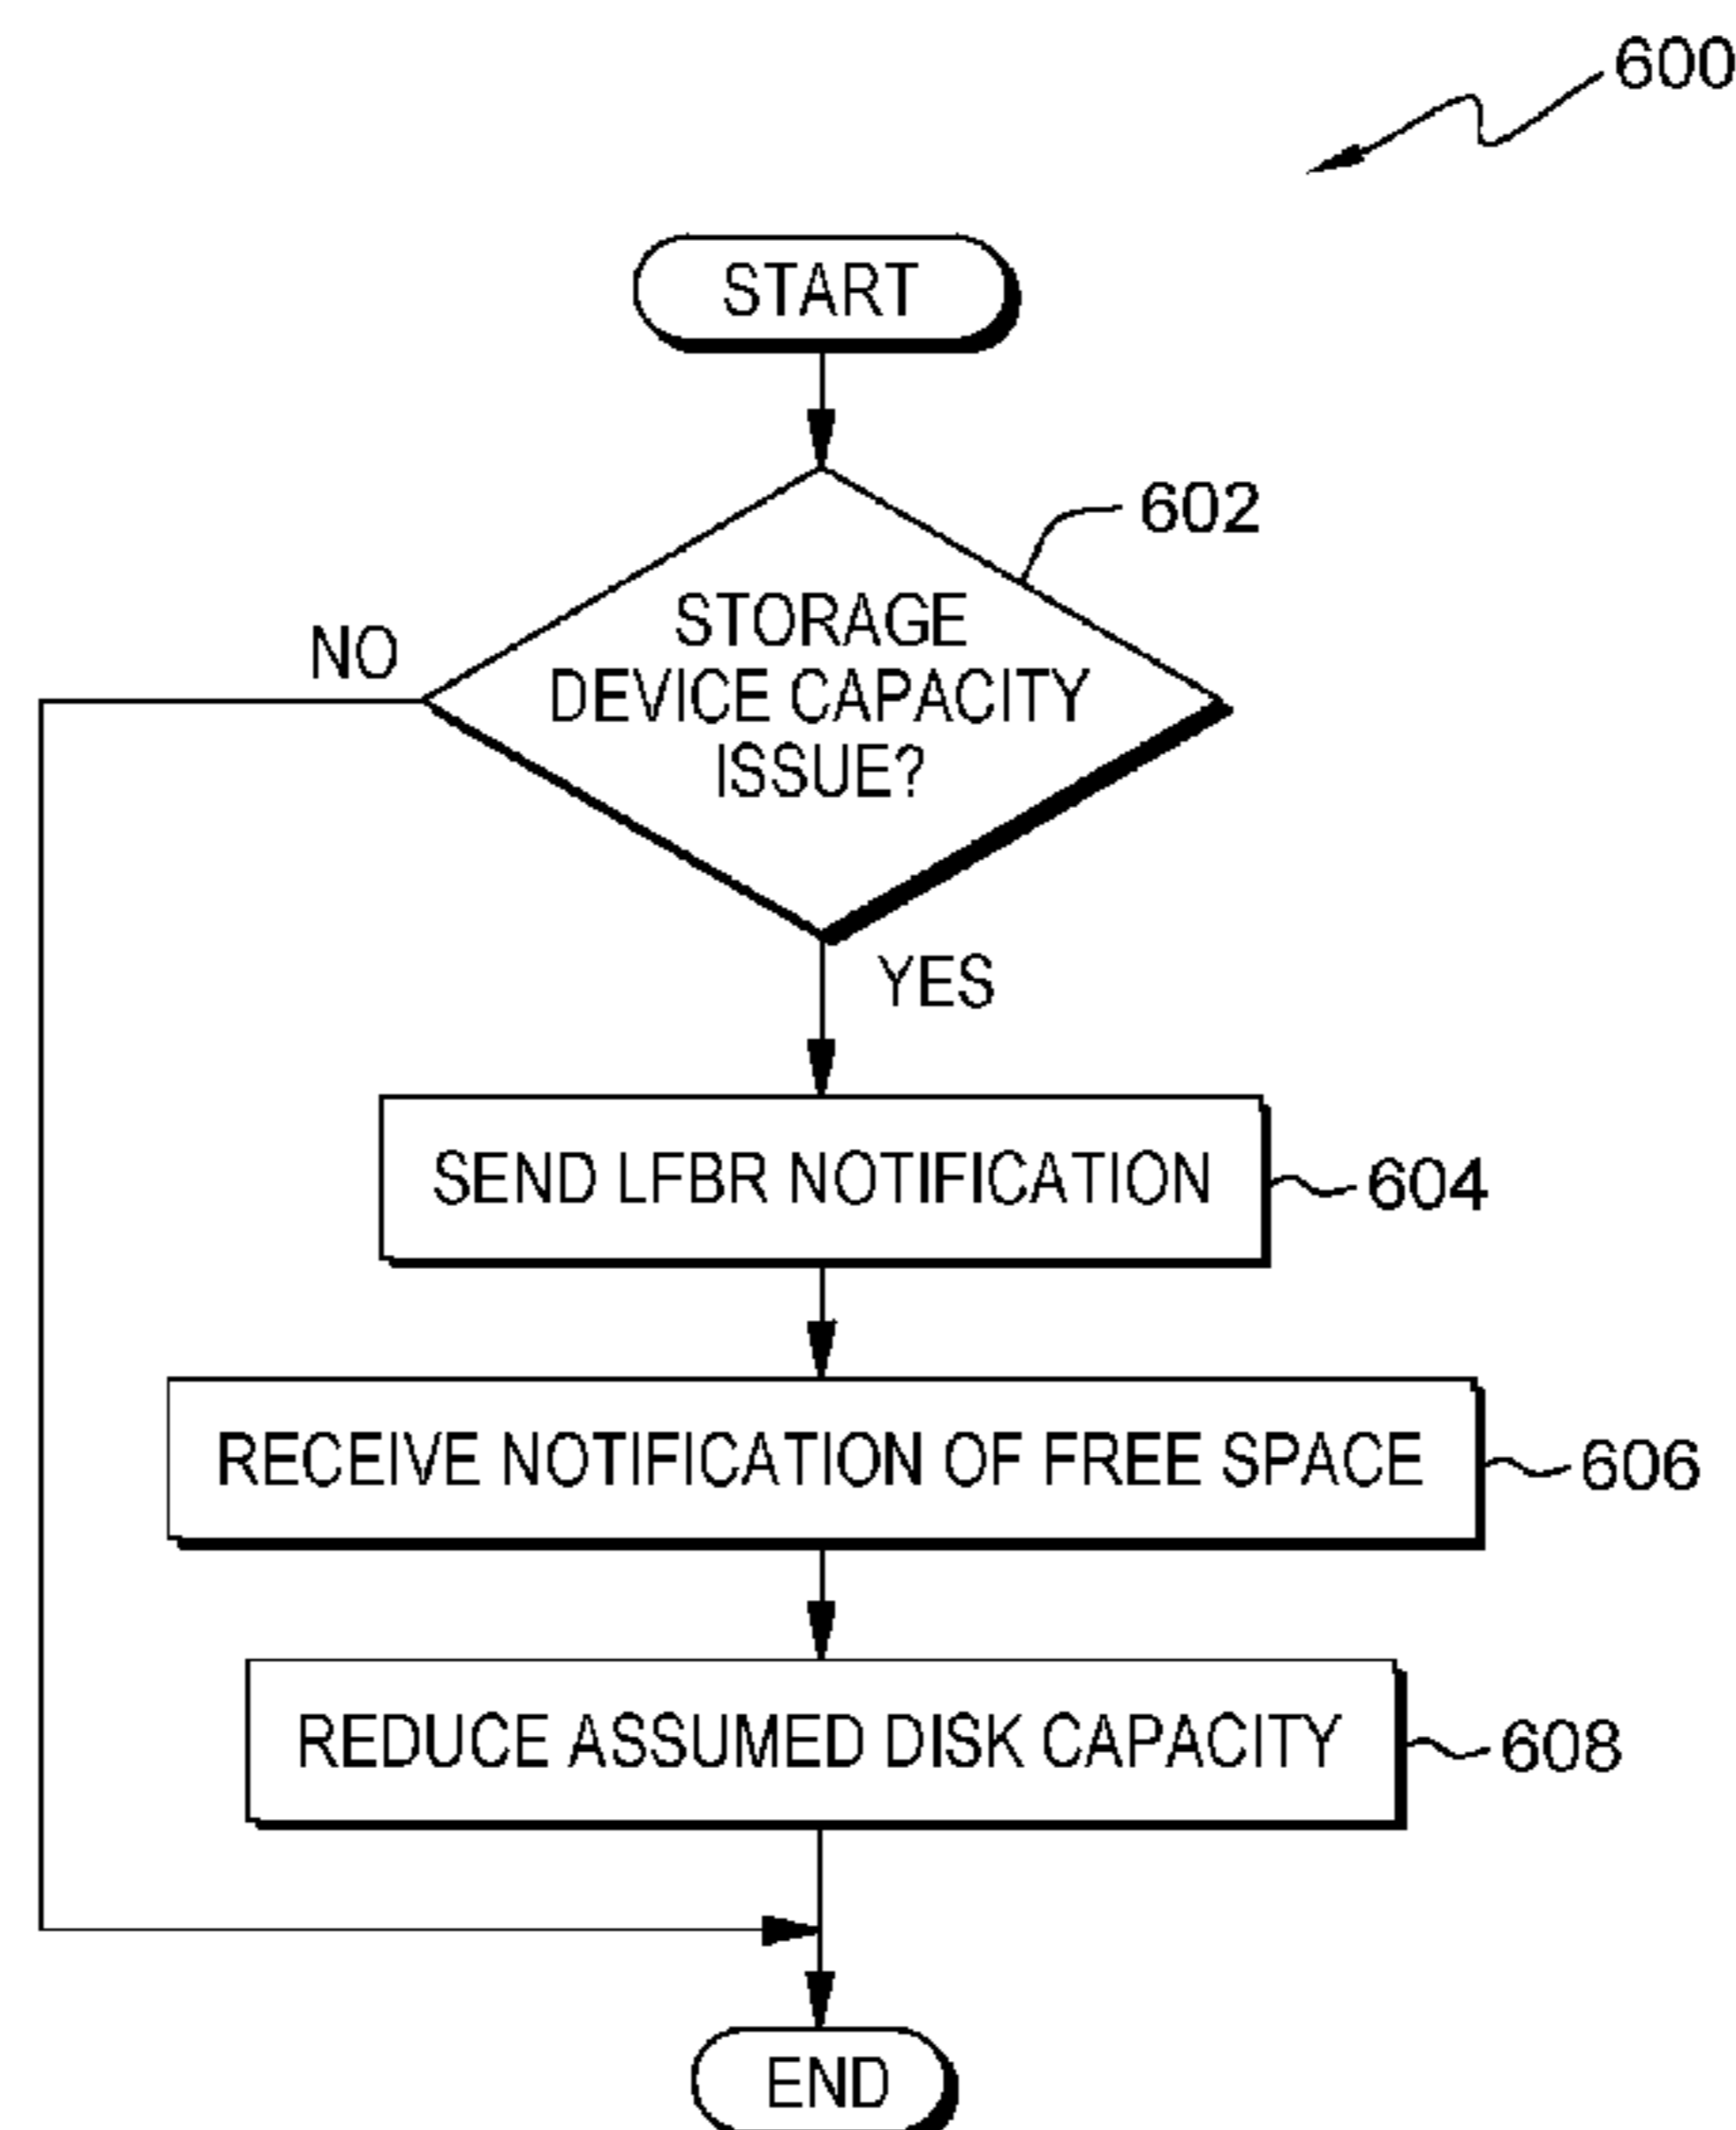 600
START
602
STORAGE
DEVICE CAPACITY
ISSUE?
NO
YES
SEND LFBR NOTIFICATION
604
RECEIVE NOTIFICATION OF FREE SPACE
606
REDUCE ASSUMED DISK CAPACITY
608
END